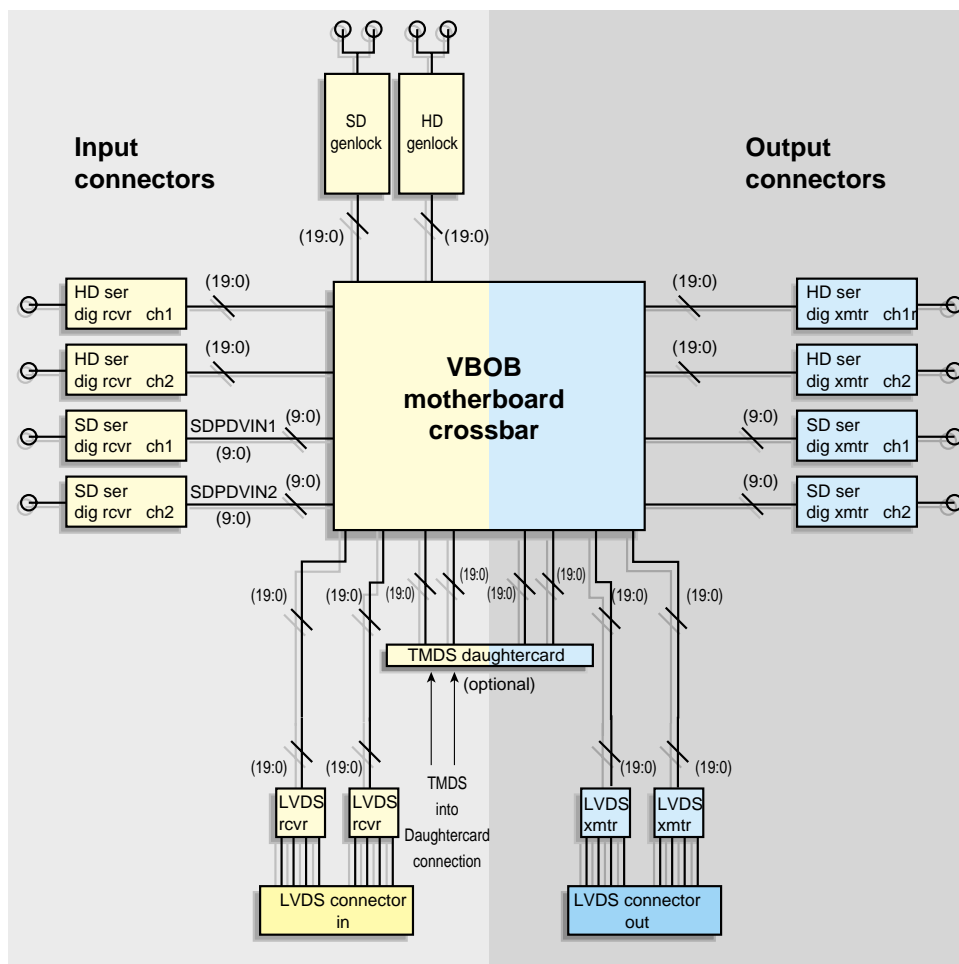 SD
genlock
HD
genlock
Input
connectors
Output
connectors
(19:0)
(19:0)
HD ser
dig rcvr ch1
(19:0)
HD ser
dig rcvr ch2
(19:0)
SD ser
dig rcvr ch1
SDPDVIN1
(9:0)
(9:0)
SD ser
dig rcvr ch2
SDPDVIN2
(9:0)
(9:0)
VBOB
motherboard
crossbar
(19:0)
HD ser
dig xmtr ch1r
(19:0)
HD ser
dig xmtr ch2
(9:0)
SD ser
dig xmtr ch1
(9:0)
SD ser
dig xmtr ch2
(19:0)
(19:0)
(19:0)
(19:0)
(19:0)
(19:0)
(19:0)
(19:0)
TMDS daughtercard
(optional)
(19:0)
(19:0)
(19:0)
(19:0)
TMDS
into
Daughtercard
connection
LVDS
rcvr
LVDS
rcvr
LVDS
xmtr
LVDS
xmtr
LVDS connector
in
LVDS connector
out